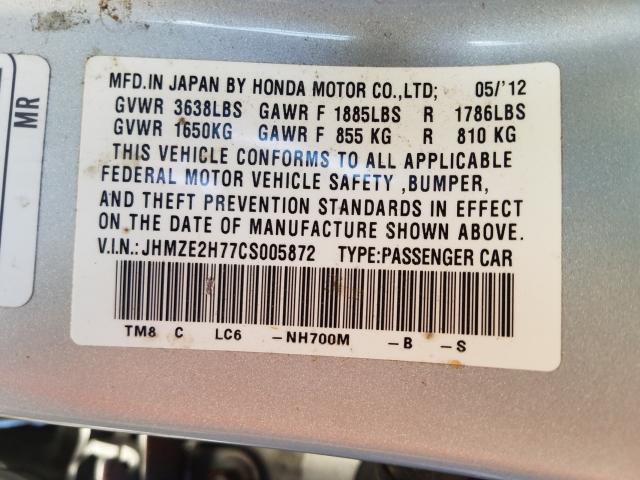 MFD.IN JAPAN BY HONDA MOTOR CO.,LTD; 05/'12
GVWR 3638LBS GAWR F 1885LBS R 1786LBS
GVWR 1650KG GAWR F 855 KG R 810 KG
THIS VEHICLE CONFORMS TO ALL APPLICABLE
FEDERAL MOTOR VEHICLE SAFETY ,BUMPER,
AND THEFT PREVENTION STANDARDS IN EFFECT
ON THE DATE OF MANUFACTURE SHOWN ABOVE.
V.I.N.:JHMZE2H77CS005872 TYPE:PASSENGER CAR
TM8 C LC6 -NH700M -B -S
MR